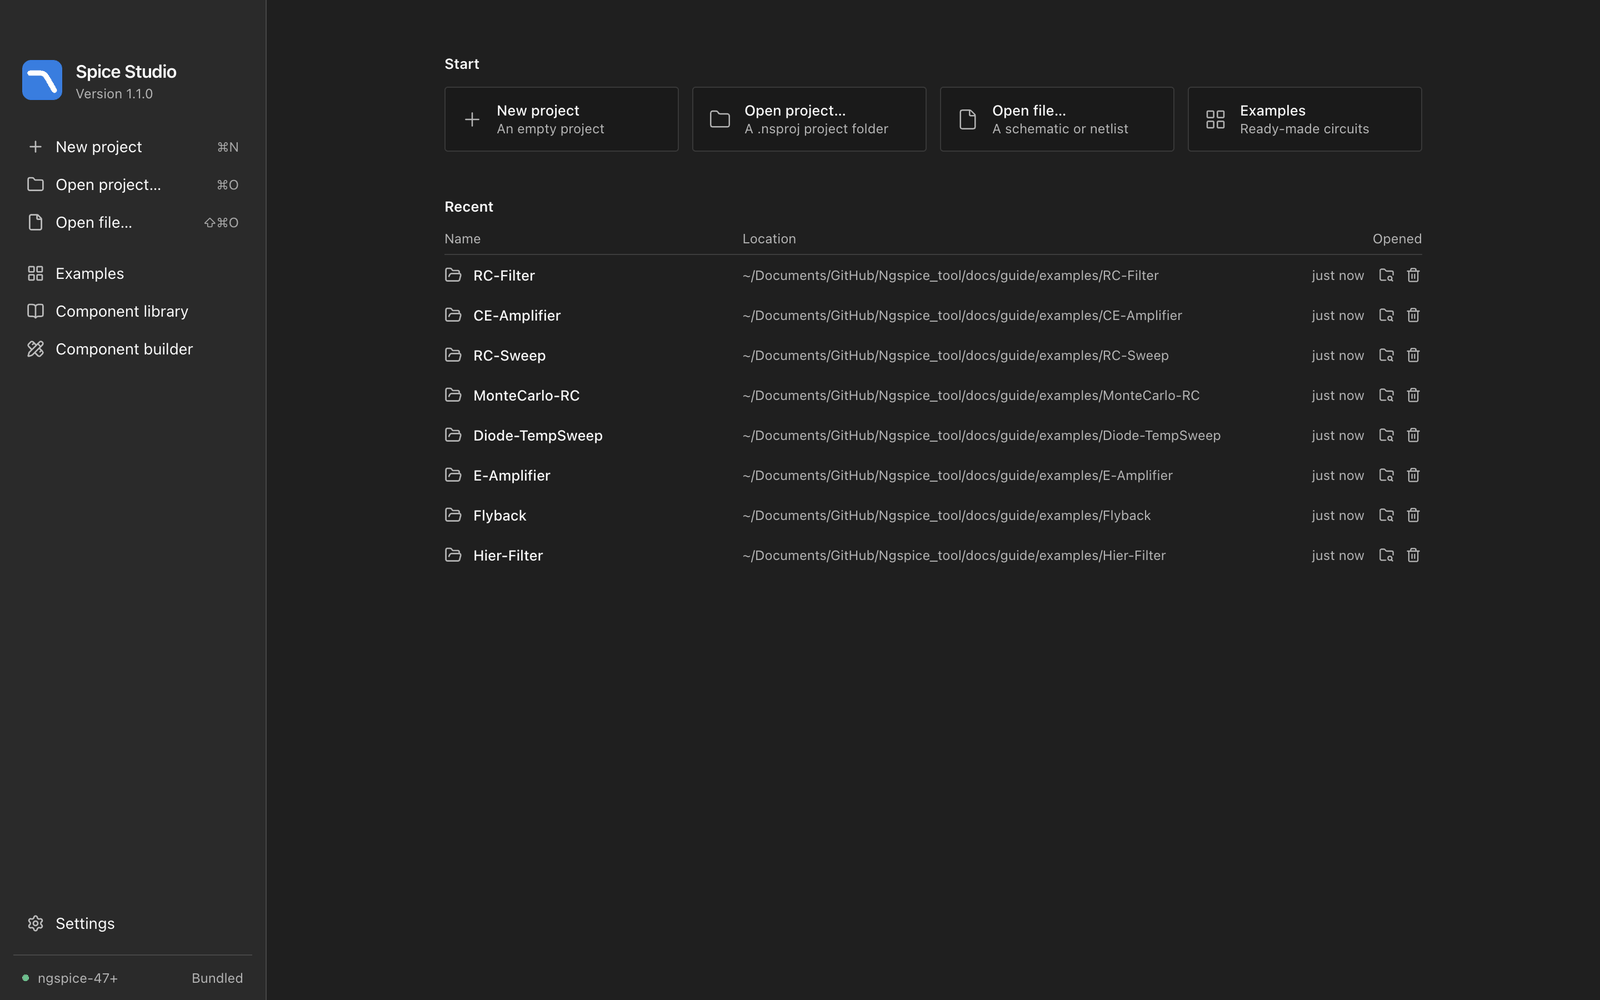 Spice Studio
Version 1.1.0
New project ⌘N
Open project... ⌘O
Open file... ⇧⌘O
Examples
Component library
Component builder
Settings
ngspice-47+ Bundled
Start
New project
An empty project
Open project...
A .nsproj project folder
Open file...
A schematic or netlist
Examples
Ready-made circuits
Recent
Name Location Opened
RC-Filter ~/Documents/GitHub/Ngspice_tool/docs/guide/examples/RC-Filter just now
CE-Amplifier ~/Documents/GitHub/Ngspice_tool/docs/guide/examples/CE-Amplifier just now
RC-Sweep ~/Documents/GitHub/Ngspice_tool/docs/guide/examples/RC-Sweep just now
MonteCarlo-RC ~/Documents/GitHub/Ngspice_tool/docs/guide/examples/MonteCarlo-RC just now
Diode-TempSweep ~/Documents/GitHub/Ngspice_tool/docs/guide/examples/Diode-TempSweep just now
E-Amplifier ~/Documents/GitHub/Ngspice_tool/docs/guide/examples/E-Amplifier just now
Flyback ~/Documents/GitHub/Ngspice_tool/docs/guide/examples/Flyback just now
Hier-Filter ~/Documents/GitHub/Ngspice_tool/docs/guide/examples/Hier-Filter just now